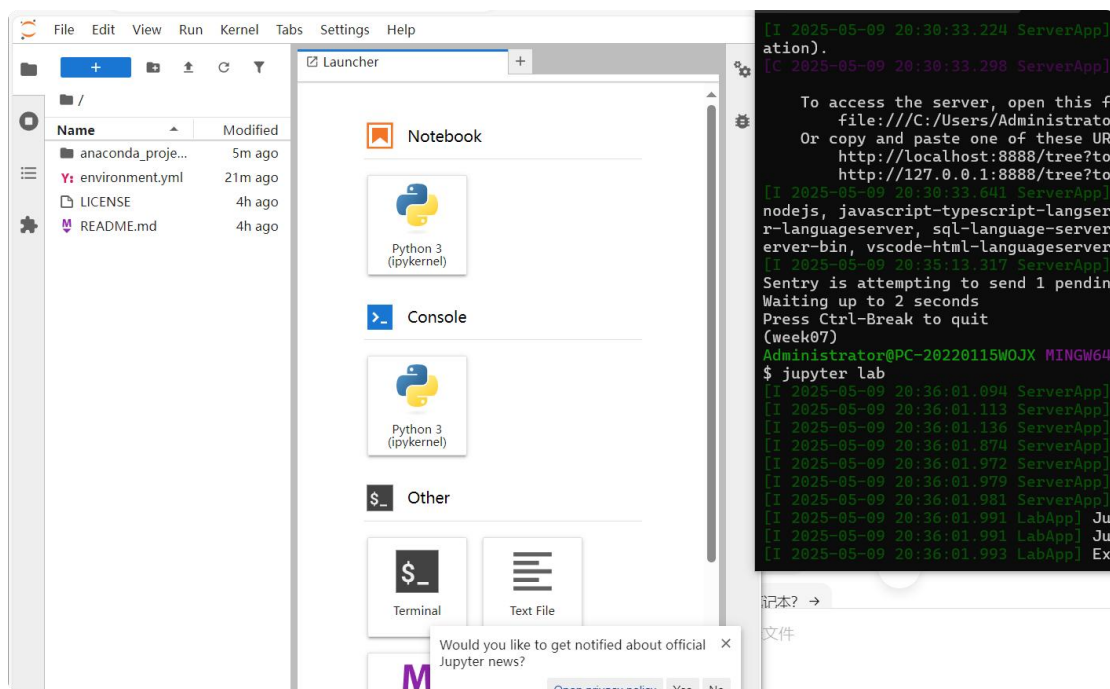 File Edit View Run Kernel Tabs Settings Help
+
/
Name Modified
anaconda_proje... 5m ago
Y: environment.yml 21m ago
LICENSE 4h ago
M README.md 4h ago
Launcher +
Notebook
Python 3
(ipykernel)
>_ Console
Python 3
(ipykernel)
$_ Other
$_
Terminal
Text File
M
Would you like to get notified about official
Jupyter news?
Open privacy policy Yes No
[I 2025-05-09 20:30:33.224 ServerApp]
ation).
[C 2025-05-09 20:30:33.298 ServerApp]
To access the server, open this f
file:///C:/Users/Administrato
Or copy and paste one of these UR
http://localhost:8888/tree?to
http://127.0.0.1:8888/tree?to
[I 2025-05-09 20:30:33.641 ServerApp]
nodejs, javascript-typescript-langser
r-languageserver, sql-language-server
erver-bin, vscode-html-languageserver
[I 2025-05-09 20:35:13.317 ServerApp]
Sentry is attempting to send 1 pendin
Waiting up to 2 seconds
Press Ctrl-Break to quit
(week07)
Administrator@PC-20220115WOJX MINGW64
$ jupyter lab
[I 2025-05-09 20:36:01.094 ServerApp]
[I 2025-05-09 20:36:01.113 ServerApp]
[I 2025-05-09 20:36:01.136 ServerApp]
[I 2025-05-09 20:36:01.874 ServerApp]
[I 2025-05-09 20:36:01.972 ServerApp]
[I 2025-05-09 20:36:01.979 ServerApp]
[I 2025-05-09 20:36:01.981 ServerApp]
[I 2025-05-09 20:36:01.991 LabApp] Ju
[I 2025-05-09 20:36:01.991 LabApp] Ju
[I 2025-05-09 20:36:01.993 LabApp] Ex
记本? →
文件